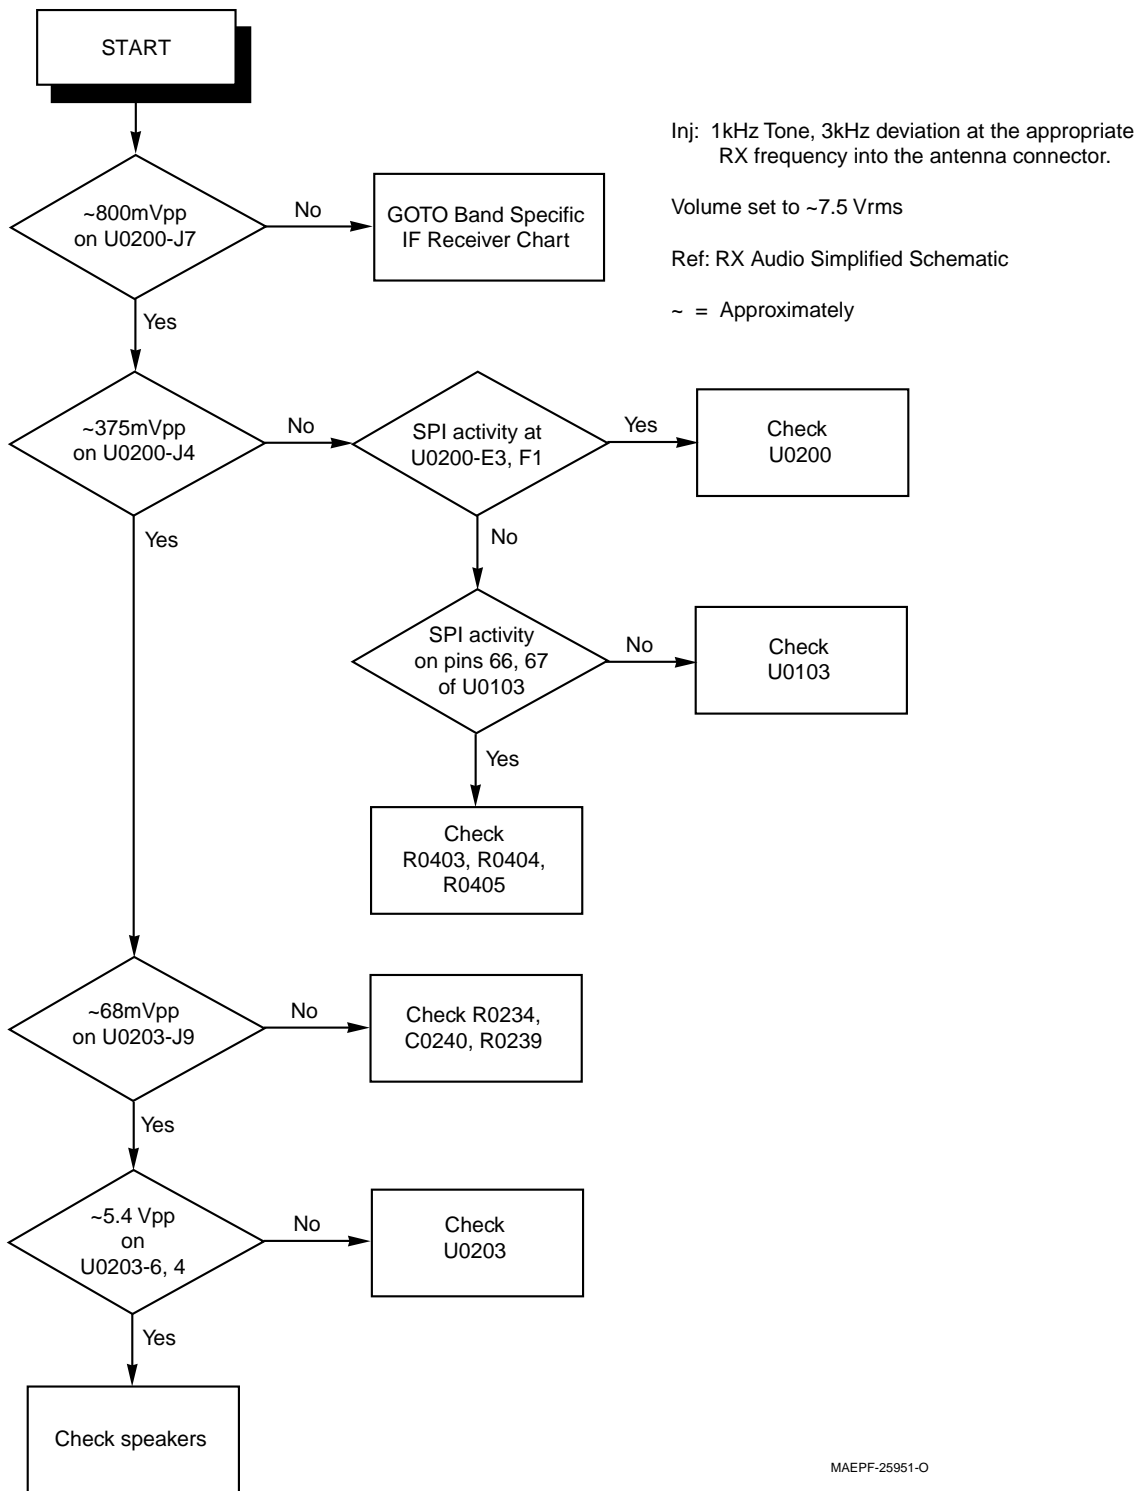 START
Inj: 1kHz Tone, 3kHz deviation at the appropriate
RX frequency into the antenna connector.
Volume set to ~7.5 Vrms
Ref: RX Audio Simplified Schematic
~ = Approximately
~800mVpp
on U0200-J7
No
GOTO Band Specific
IF Receiver Chart
Yes
~375mVpp
on U0200-J4
No
SPI activity at
U0200-E3, F1
Yes
Check
U0200
Yes
No
SPI activity
on pins 66, 67
of U0103
No
Check
U0103
Yes
Check
R0403, R0404,
R0405
~68mVpp
on U0203-J9
No
Check R0234,
C0240, R0239
Yes
~5.4 Vpp
on
U0203-6, 4
No
Check
U0203
Yes
Check speakers
MAEPF-25951-O